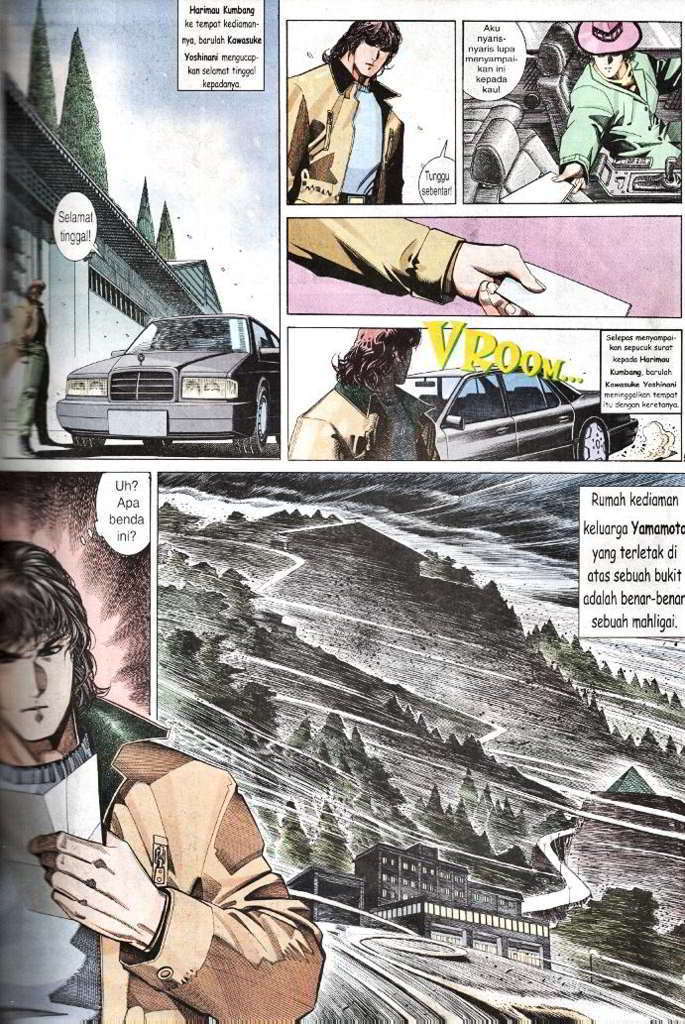 Harimau Kumbang
ke tempat kediaman-
nya, barulah Kawasuke
Yoshinani mengucap-
kan selamat tinggal
kepadanya.
Selamat
tinggal!
Tunggu
sebentar!
Aku
nyaris-
nyaris lupa
menyampai-
kan ini
kepada
kau!
VROOM...
Selepas menyampai-
kan sepucuk surat
kepada Harimau
Kumbang, barulah
Kawasuke Yoshinani
meninggalkan tempat
itu dengan keretanya.
Uh?
Apa
benda
ini?
Rumah kediaman
keluarga Yamamoto
yang terletak di
atas sebuah bukit
adalah benar-benar
sebuah mahligai.